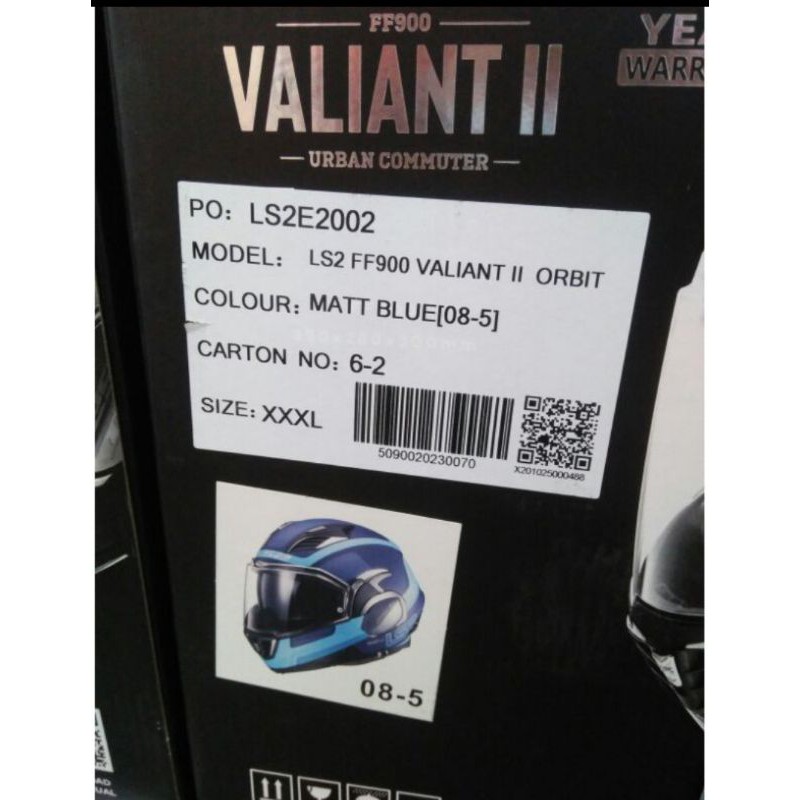 FF900
VALIANT II
URBAN COMMUTER
WARR
PO: LS2E2002
MODEL: LS2 FF900 VALIANT II ORBIT
COLOUR: MATT BLUE[08-5]
CARTON NO: 6-2
SIZE: XXXL
5090020230070
X201025000488
08-5